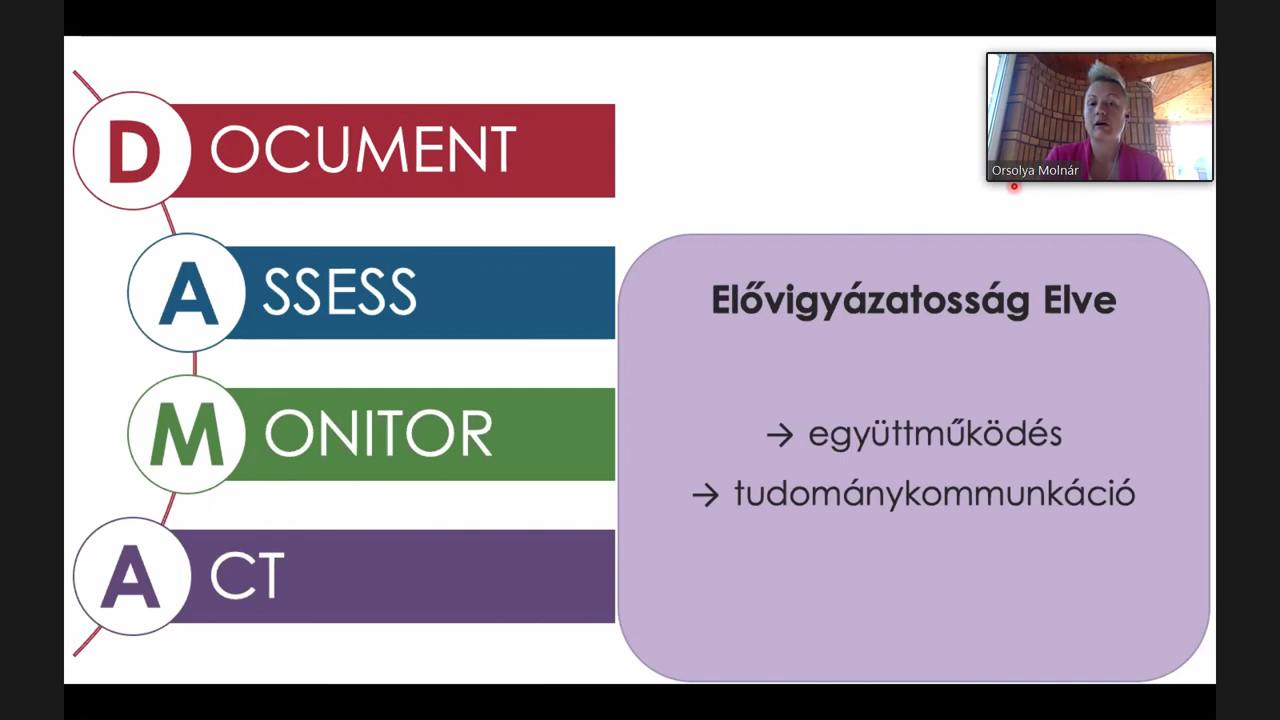 DOCUMENT
ASSESS
MONITOR
ACT
Orsolya Molnár
Elővigyázatosság Elve
→ együttműködés
→ tudománykommunkáció